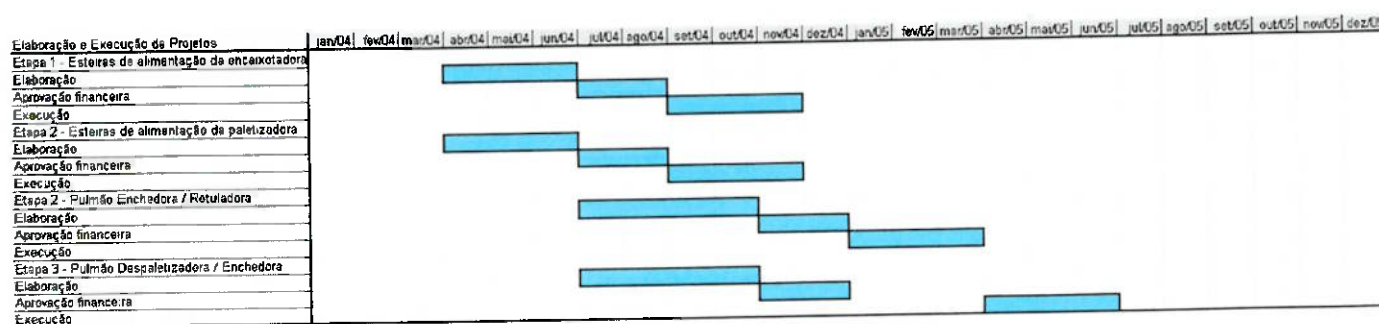 Elaboração e Execução de Projetos jan/04 fev/04 mar/04 abr/04 mai/04 jun/04 jul/04 ago/04 set/04 out/04 nov/04 dez/04 jan/05 fev/05 mar/05 abr/05 mai/05 jun/05 jul/05 ago/05 set/05 out/05 nov/05 dez/05
Etapa 1 - Esteiras de alimentação da encaixotadora
Elaboração
Aprovação financeira
Execução
Etapa 2 - Esteiras de alimentação da paletizadora
Elaboração
Aprovação financeira
Execução
Etapa 2 - Pulmão Enchedora / Rotuladora
Elaboração
Aprovação financeira
Execução
Etapa 3 - Pulmão Despaletizadora / Enchedora
Elaboração
Aprovação financeira
Execução